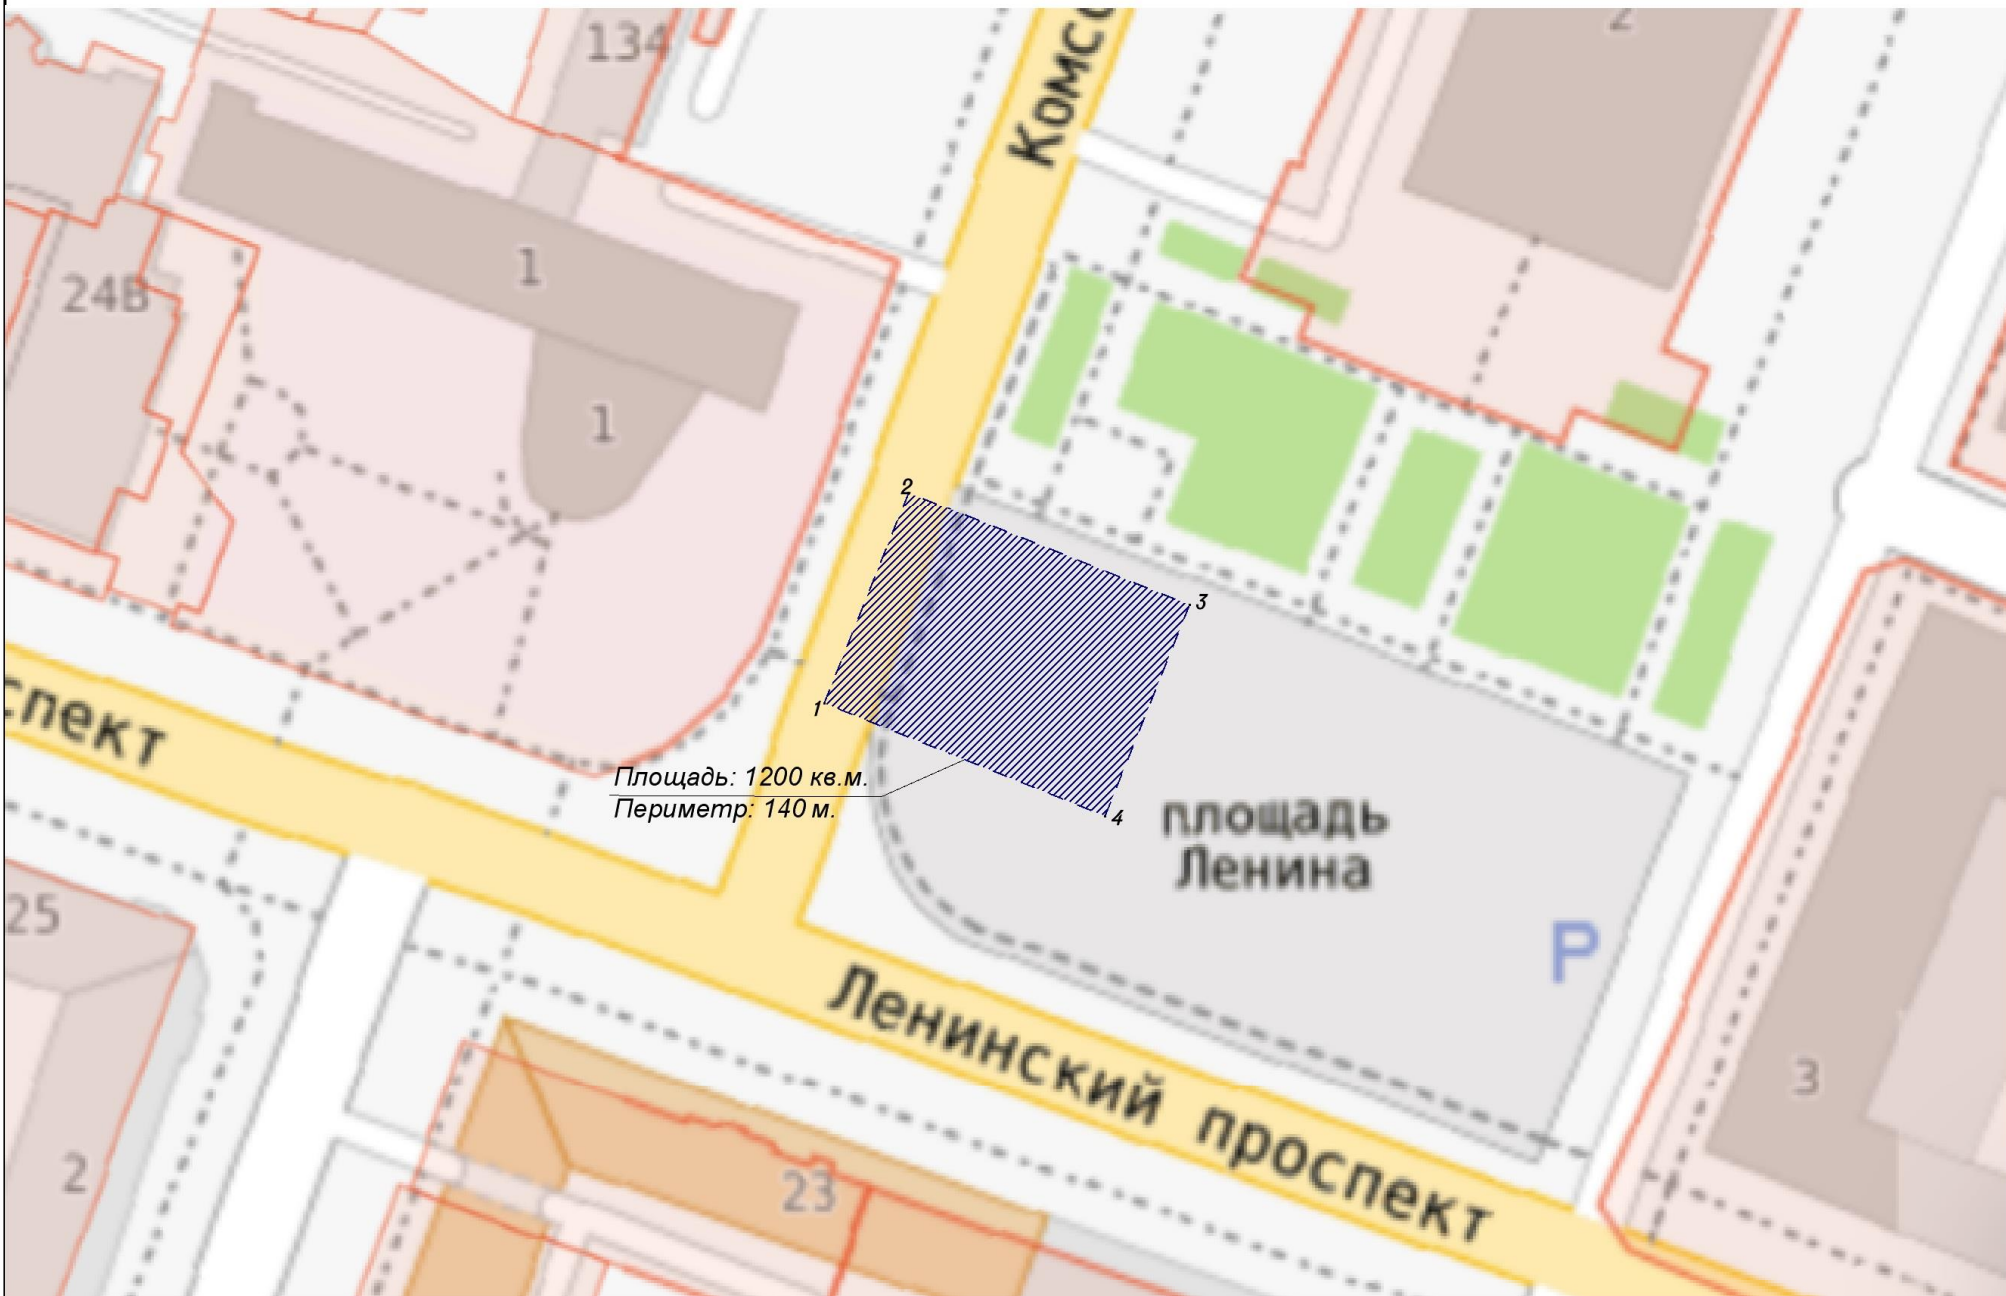 134
2
Комсо
1
24В
1
2
3
1
спект
Площадь: 1200 кв.м.
Периметр: 140 м.
4
площадь
Ленина
25
P
Ленинский проспект
3
2
23